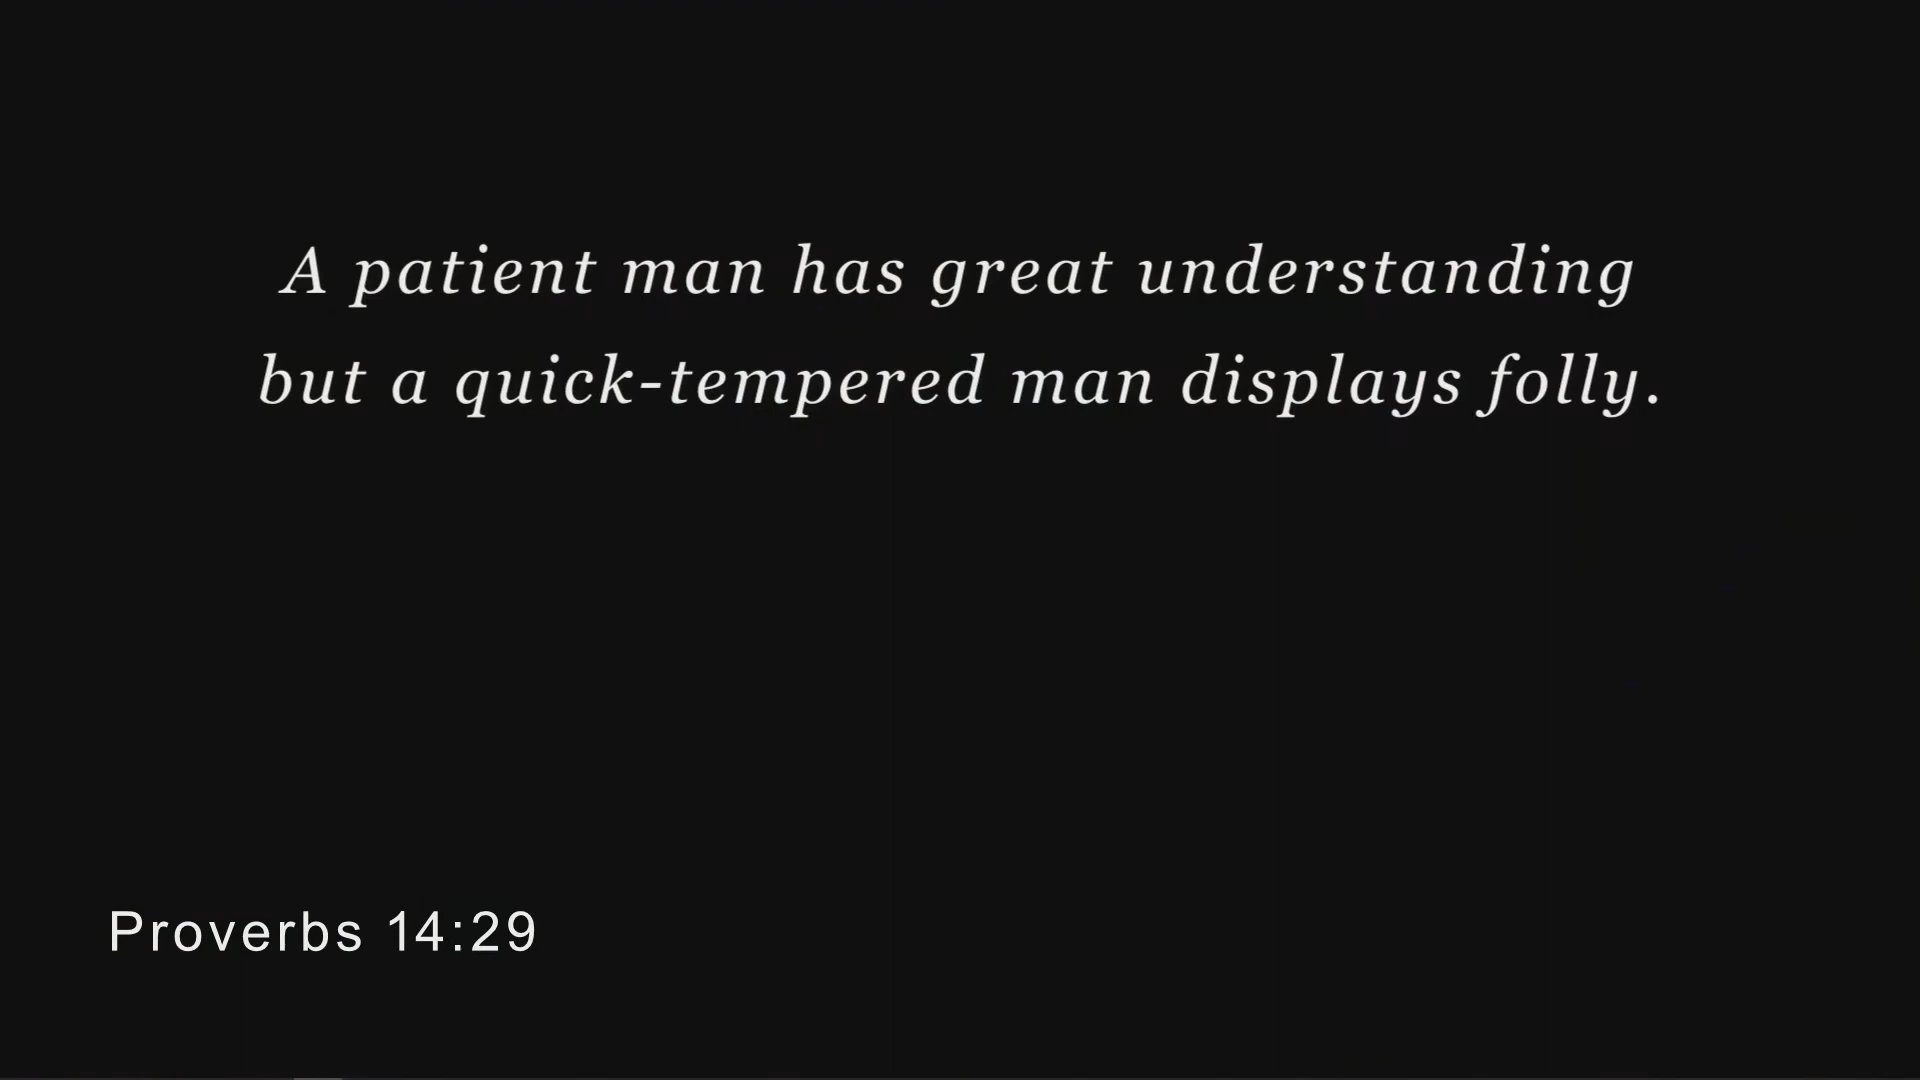 A patient man has great understanding
but a quick-tempered man displays folly.
Proverbs 14:29